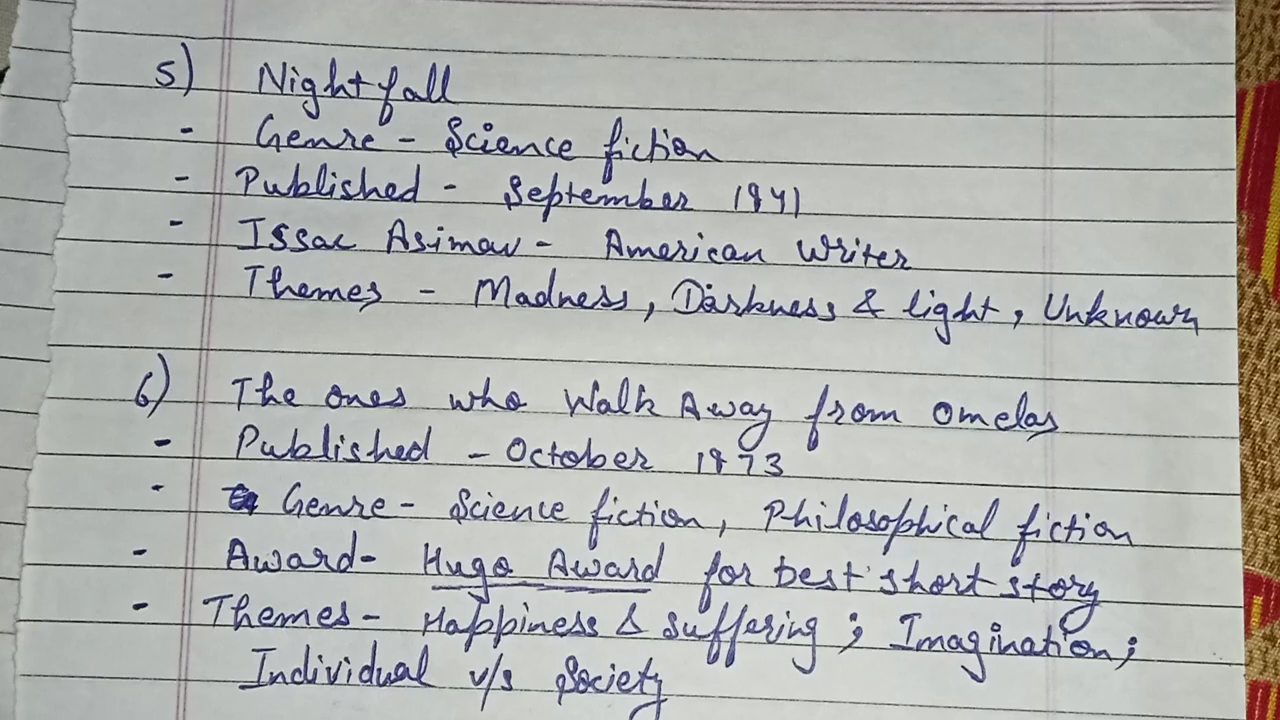 5) Nightfall
- Genre - Science fiction
- Published - September 1941
- Issac Asimov - American Writer
- Themes - Madness, Darkness & light, Unknown
6) The ones who Walk Away from Omelas
- Published - October 1973
- Genre - Science fiction, Philosophical fiction
- Award - Hugo Award for best short story
- Themes - Happiness & suffering; Imagination;
Individual v/s Society